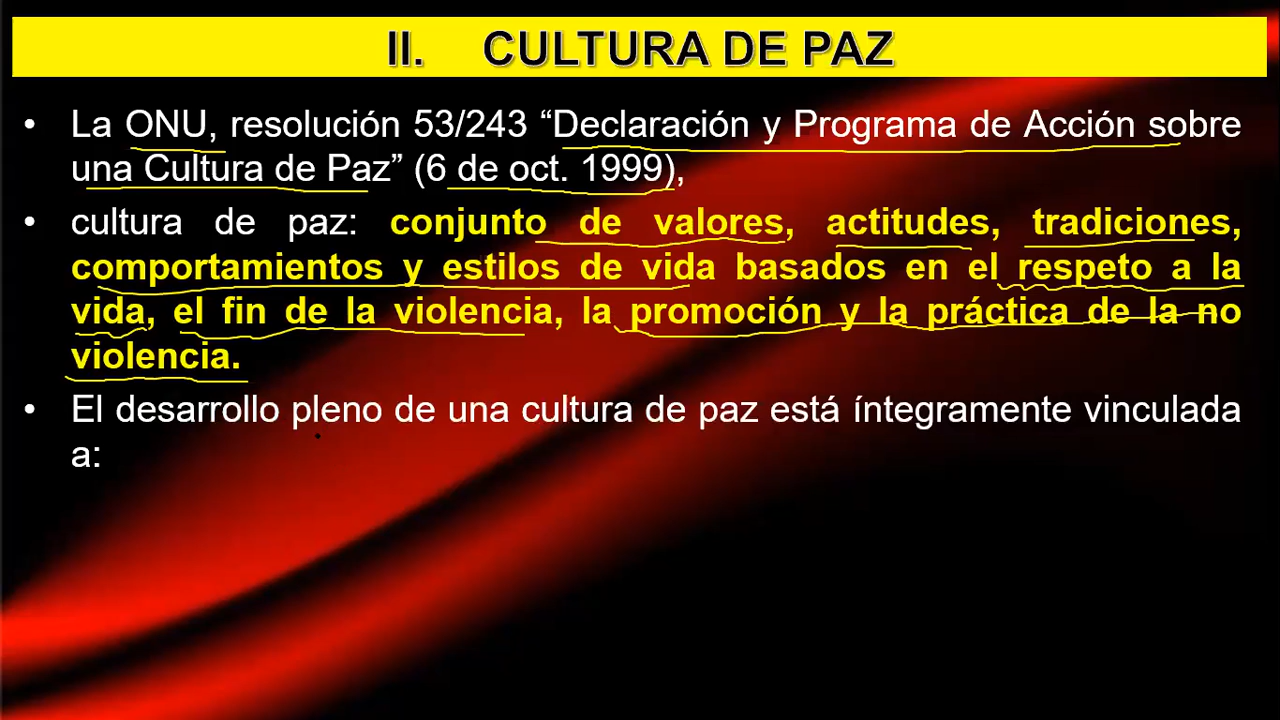 II. CULTURA DE PAZ
• La ONU, resolución 53/243 “Declaración y Programa de Acción sobre
una Cultura de Paz” (6 de oct. 1999),
• cultura de paz: conjunto de valores, actitudes, tradiciones,
comportamientos y estilos de vida basados en el respeto a la
vida, el fin de la violencia, la promoción y la práctica de la no
violencia.
• El desarrollo pleno de una cultura de paz está íntegramente vinculada
a: